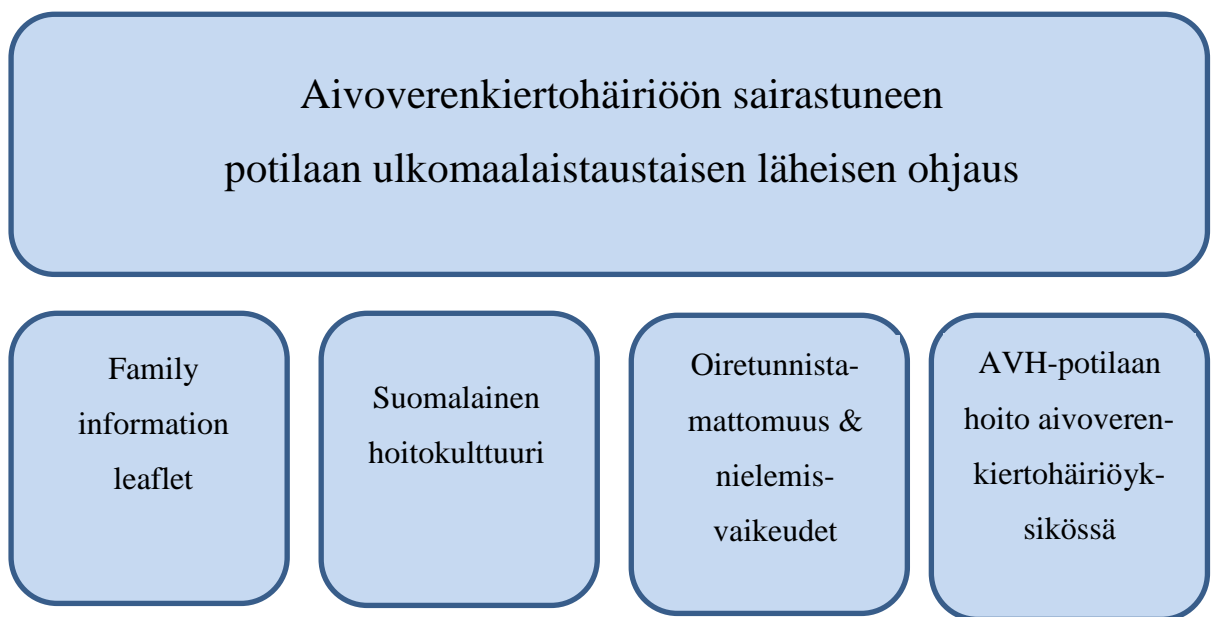 Aivoverenkiertohäiriöön sairastuneen
potilaan ulkomaalaistaustaisen läheisen ohjaus
Family
information
leaflet
Suomalainen
hoitokulttuuri
Oiretunnista-
mattomuus &
nielemis-
vaikeudet
AVH-potilaan
hoito aivoveren-
kiertohäiriöyk-
sikössä